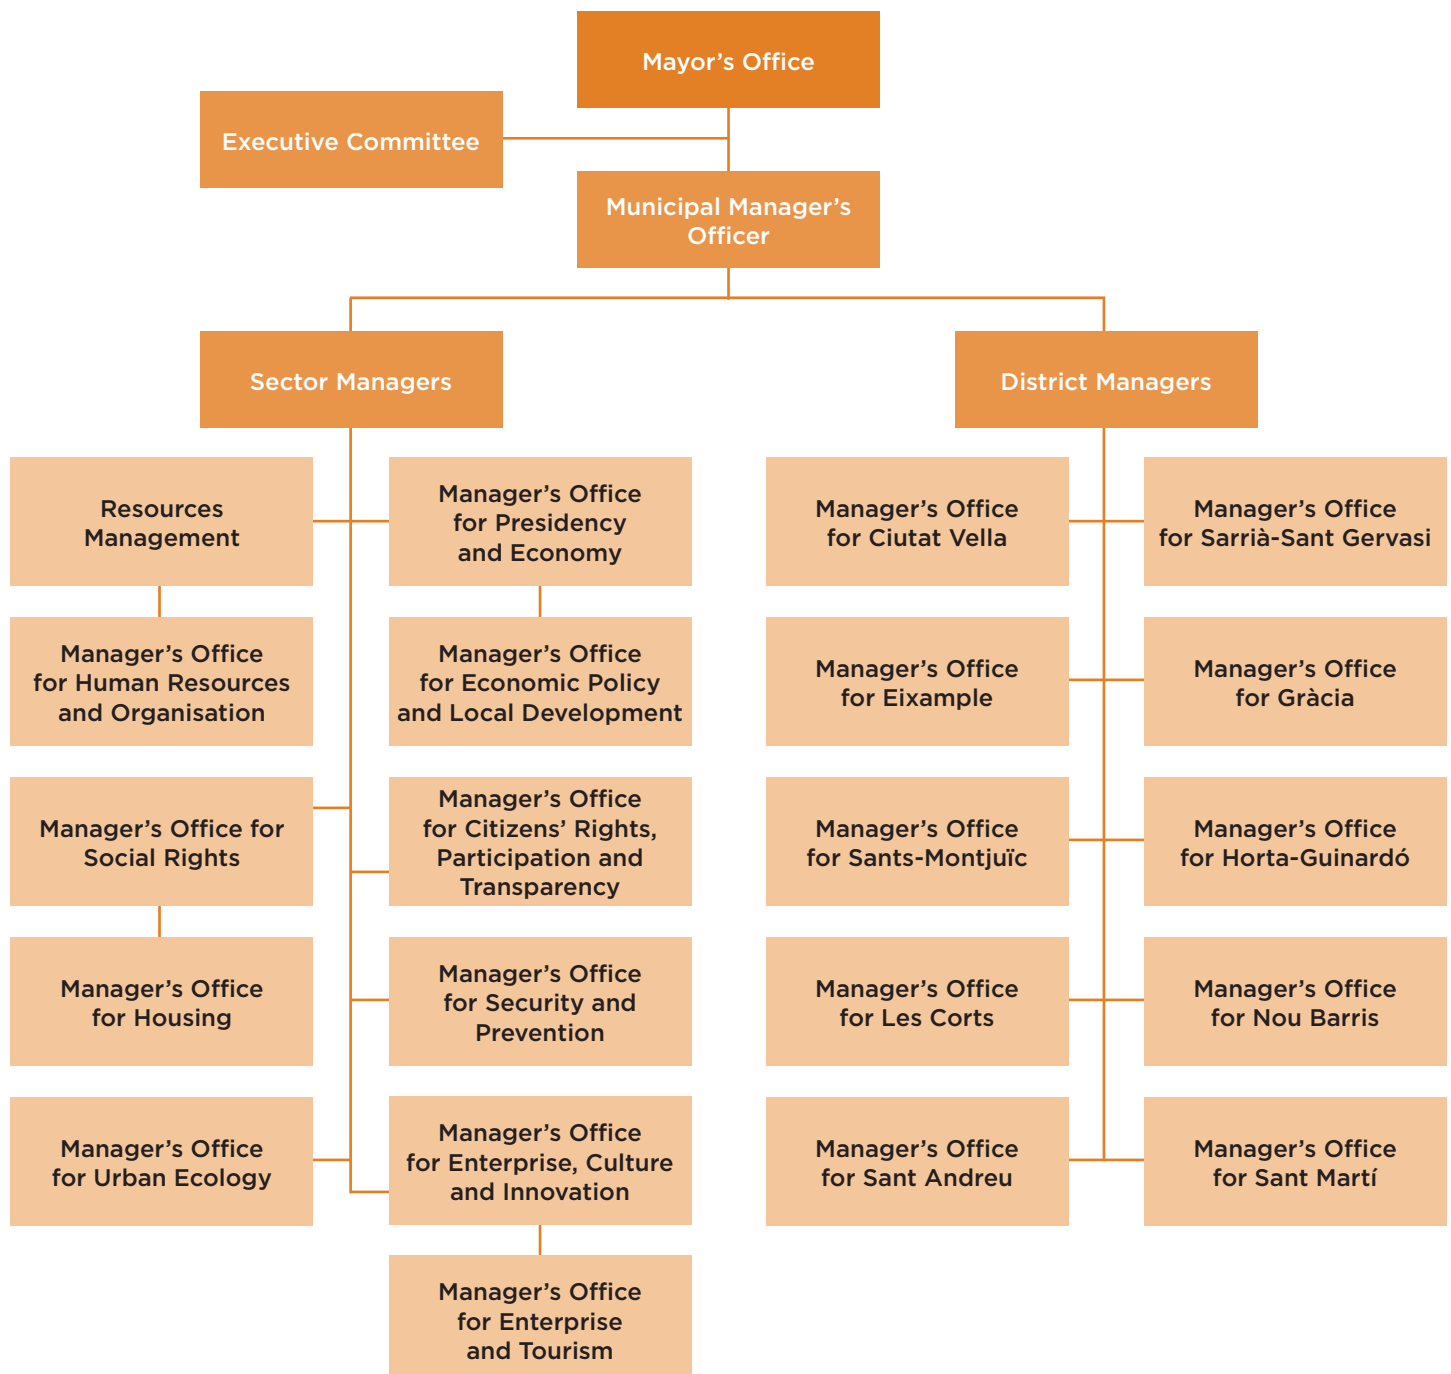 Mayor’s Office
Executive Committee
Municipal Manager’s
Officer
Sector Managers
District Managers
Resources
Management
Manager’s Office
for Presidency
and Economy
Manager’s Office
for Human Resources
and Organisation
Manager’s Office
for Economic Policy
and Local Development
Manager’s Office for
Social Rights
Manager’s Office
for Citizens’ Rights,
Participation and
Transparency
Manager’s Office
for Housing
Manager’s Office
for Security and
Prevention
Manager’s Office
for Urban Ecology
Manager’s Office
for Enterprise, Culture
and Innovation
Manager’s Office
for Enterprise
and Tourism
Manager’s Office
for Ciutat Vella
Manager’s Office
for Sarrià-Sant Gervasi
Manager’s Office
for Eixample
Manager’s Office
for Gràcia
Manager’s Office
for Sants-Montjuïc
Manager’s Office
for Horta-Guinardó
Manager’s Office
for Les Corts
Manager’s Office
for Nou Barris
Manager’s Office
for Sant Andreu
Manager’s Office
for Sant Martí